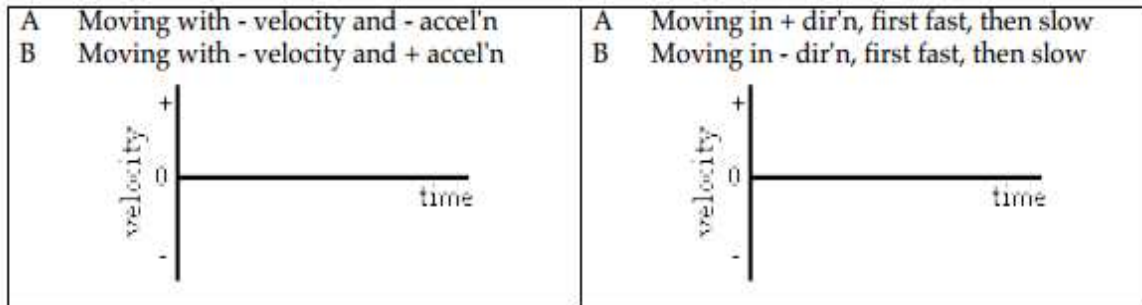 A Moving with - velocity and - accel'n
B Moving with - velocity and + accel'n
+
velocity
0
time
-
A Moving in + dir'n, first fast, then slow
B Moving in - dir'n, first fast, then slow
+
velocity
0
time
-